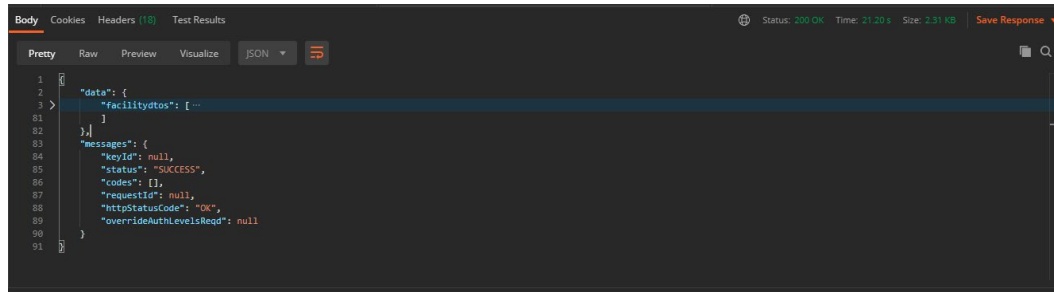 Body Cookies Headers (18) Test Results Status: 200 OK Time: 21.20 s Size: 2.31 KB Save Response
Pretty Raw Preview Visualize JSON
1 {
2 "data": {
3 "facilitydtos": [ ...
81 ]
82 },
83 "messages": {
84 "keyId": null,
85 "status": "SUCCESS",
86 "codes": [],
87 "requestId": null,
88 "httpStatusCode": "OK",
89 "overrideAuthLevelsReqd": null
90 }
91 }